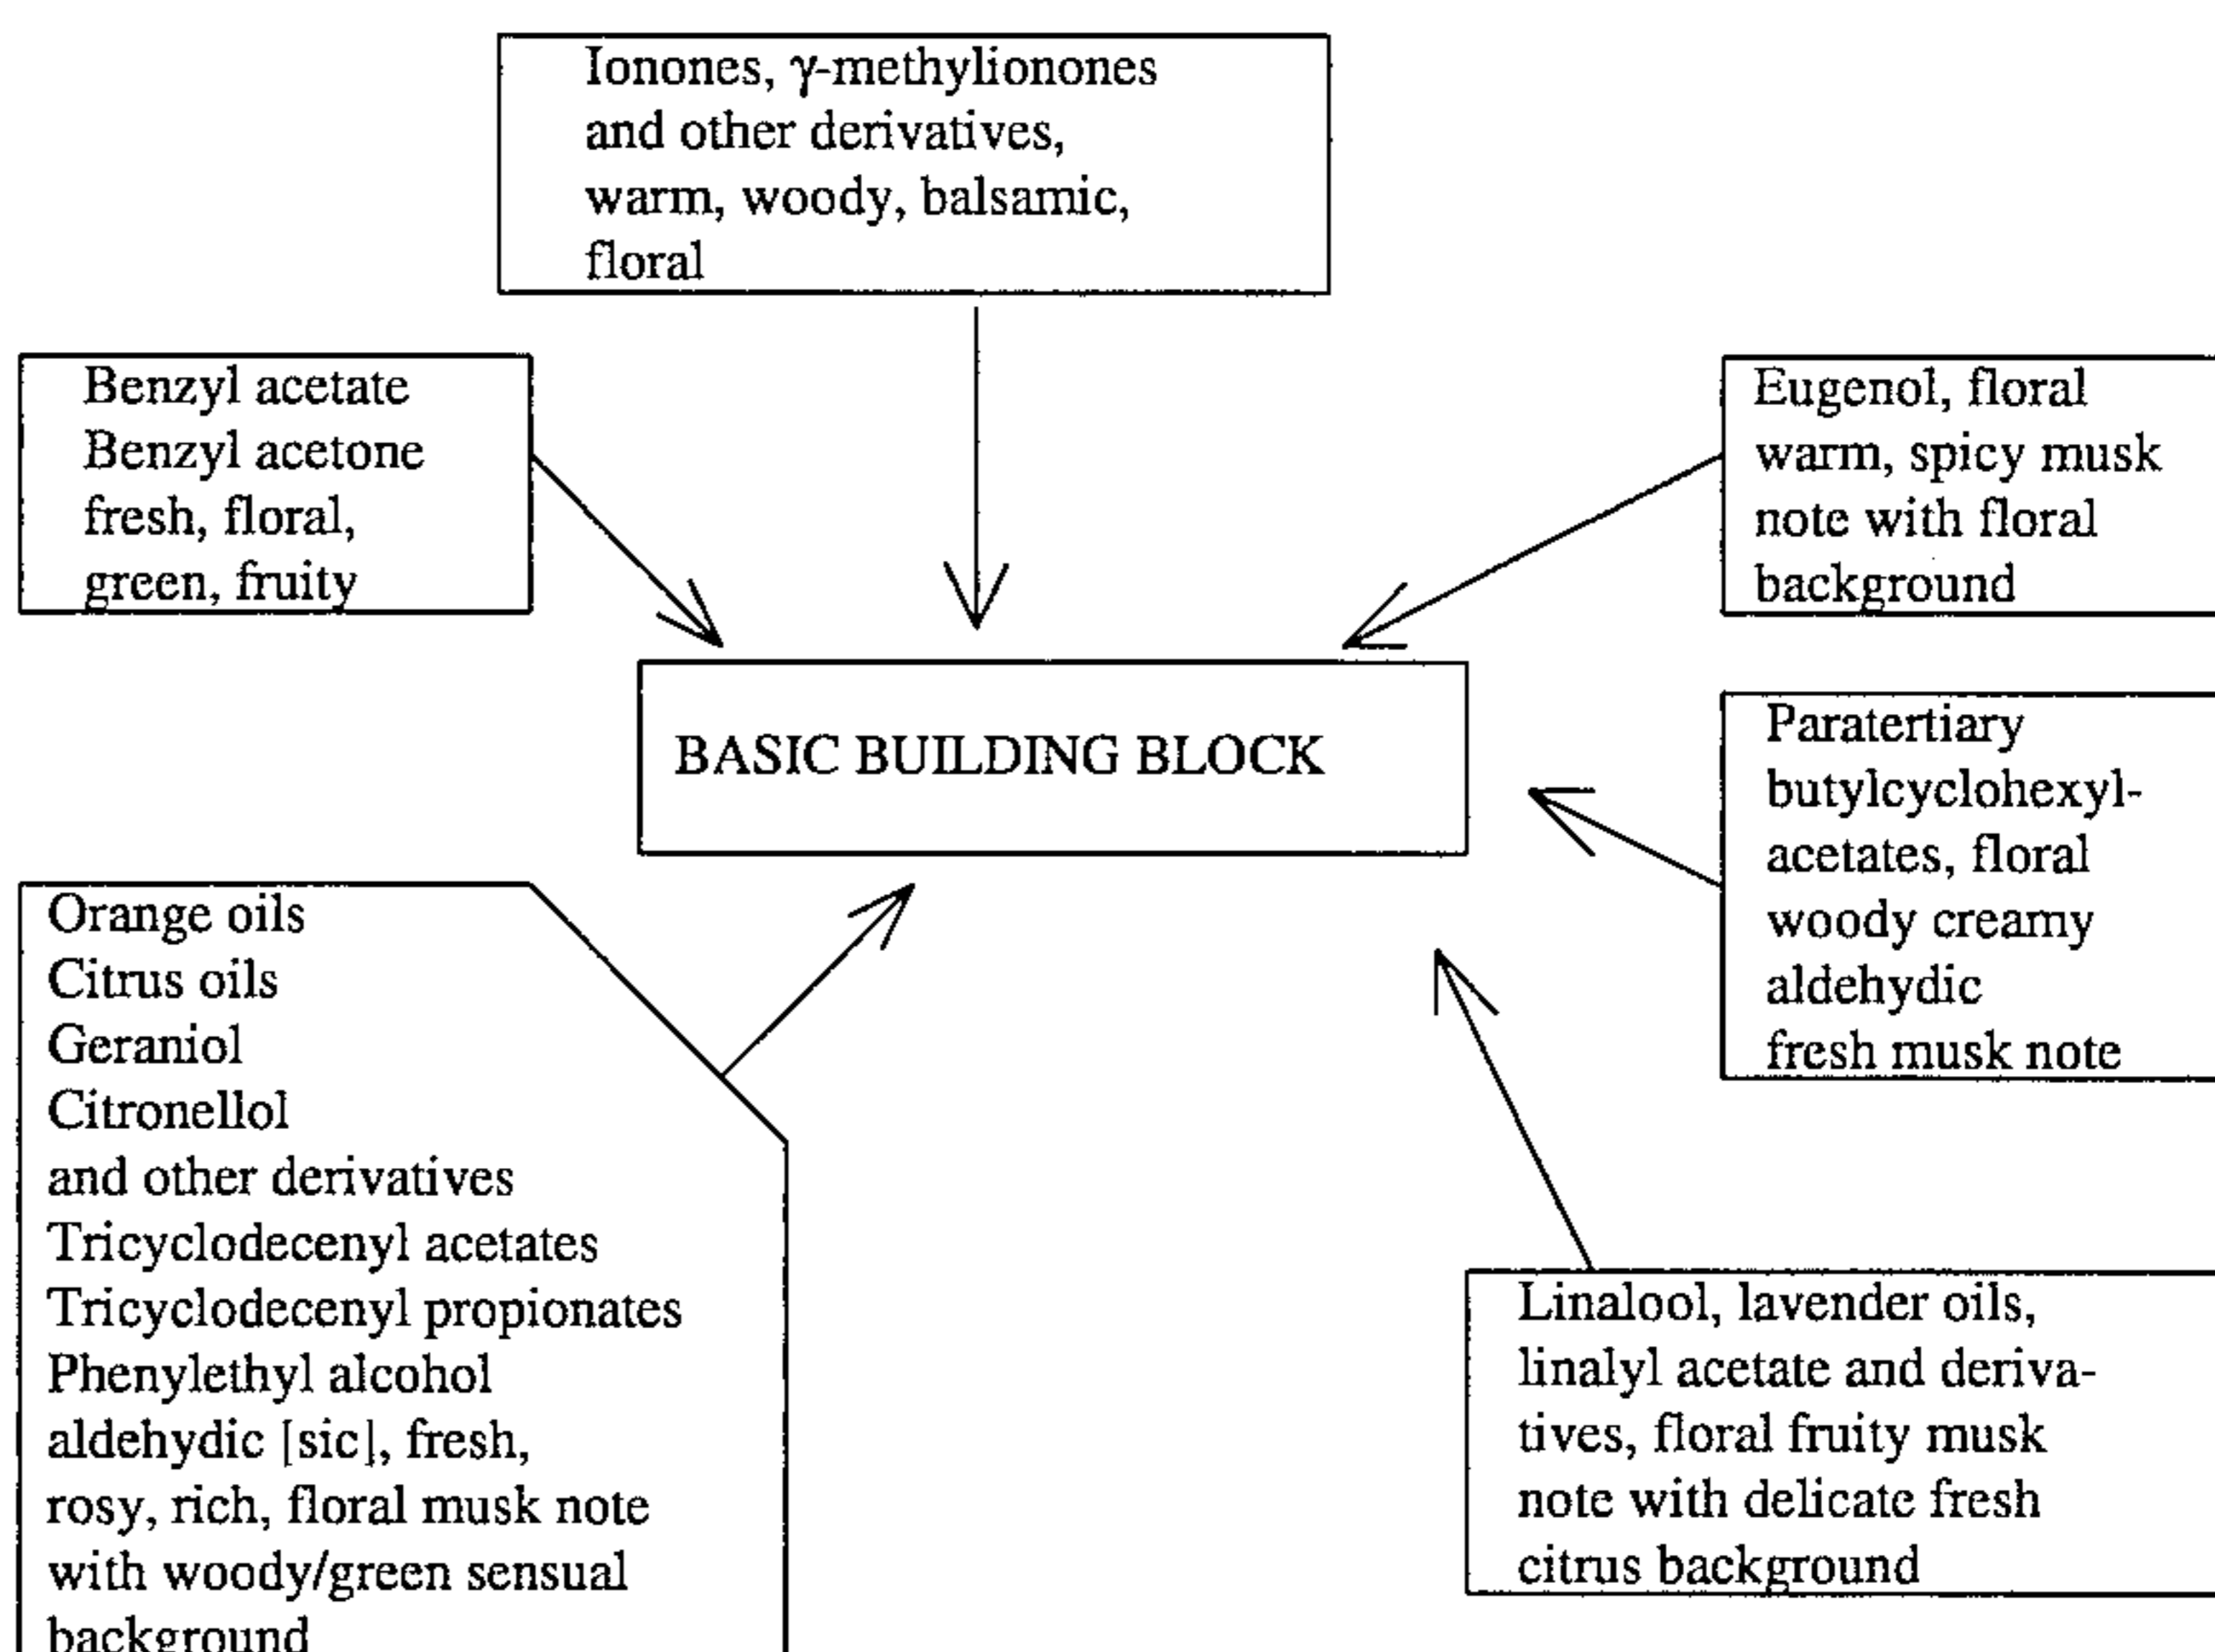 Ionones, γ-methylionones
and other derivatives,
warm, woody, balsamic,
floral
Benzyl acetate
Benzyl acetone
fresh, floral,
green, fruity
Eugenol, floral
warm, spicy musk
note with floral
background
BASIC BUILDING BLOCK
Paratertiary
butylcyclohexyl-
acetates, floral
woody creamy
aldehydic
fresh musk note
Orange oils
Citrus oils
Geraniol
Citronellol
and other derivatives
Tricyclodecenyl acetates
Tricyclodecenyl propionates
Phenylethyl alcohol
aldehydic [sic], fresh,
rosy, rich, floral musk note
with woody/green sensual
background
Linalool, lavender oils,
linalyl acetate and deriva-
tives, floral fruity musk
note with delicate fresh
citrus background